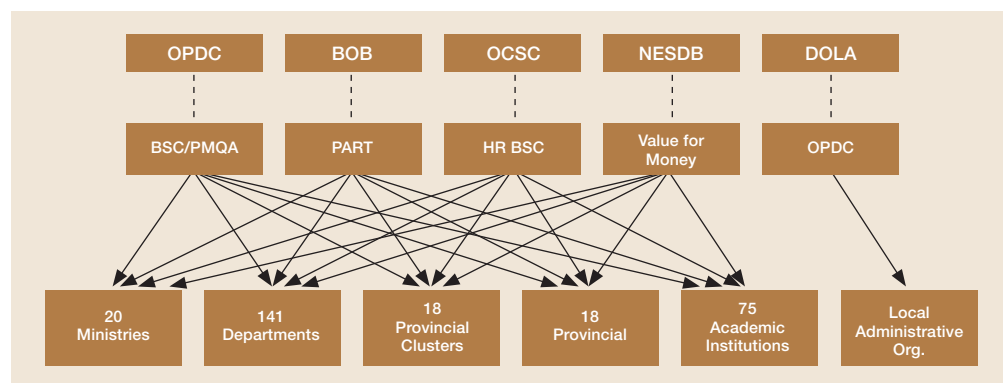 OPDC
BOB
OCSC
NESDB
DOLA
BSC/PMQA
PART
HR BSC
Value for
Money
OPDC
20
Ministries
141
Departments
18
Provincial
Clusters
18
Provincial
75
Academic
Institutions
Local
Administrative
Org.